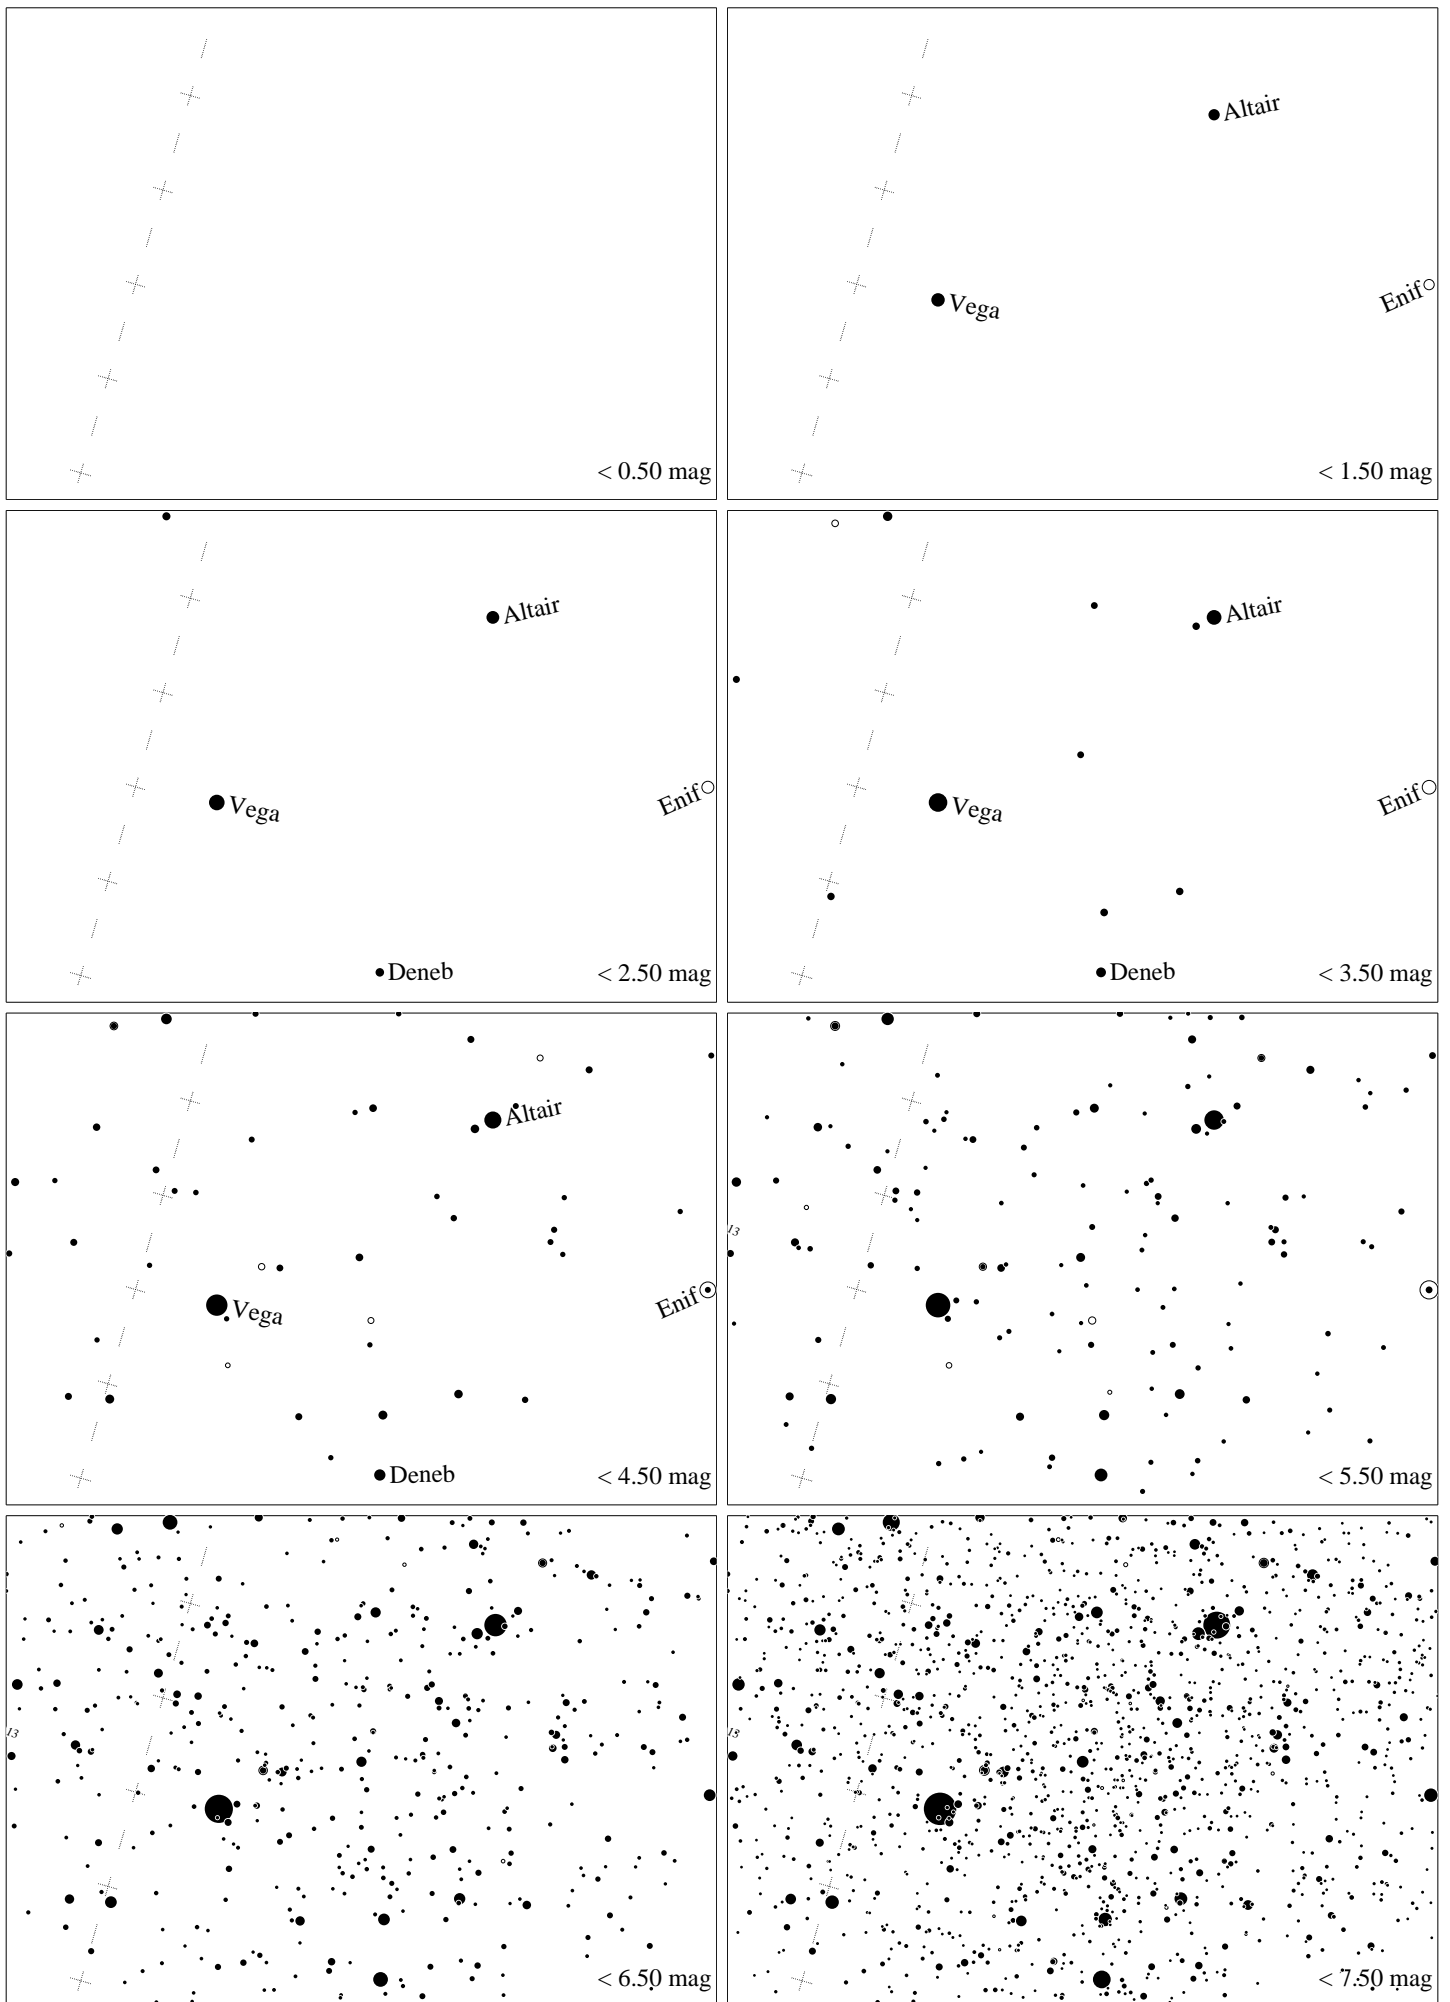 < 0.50 mag
Altair
Vega
Enif
< 1.50 mag
Altair
Vega
Enif
Deneb
< 2.50 mag
Altair
Vega
Enif
Deneb
< 3.50 mag
Altair
Vega
Enif
Deneb
< 4.50 mag
13
< 5.50 mag
13
< 6.50 mag
13
< 7.50 mag